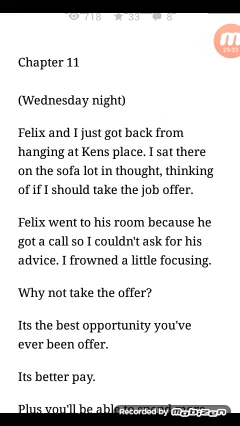 718 33 8
Chapter 11
(Wednesday night)
Felix and I just got back from
hanging at Kens place. I sat there
on the sofa lot in thought, thinking
of if I should take the job offer.
Felix went to his room because he
got a call so I couldn't ask for his
advice. I frowned a little focusing.
Why not take the offer?
Its the best opportunity you've
ever been offer.
Its better pay.
Plus you'll be able
Recorded by mobizen